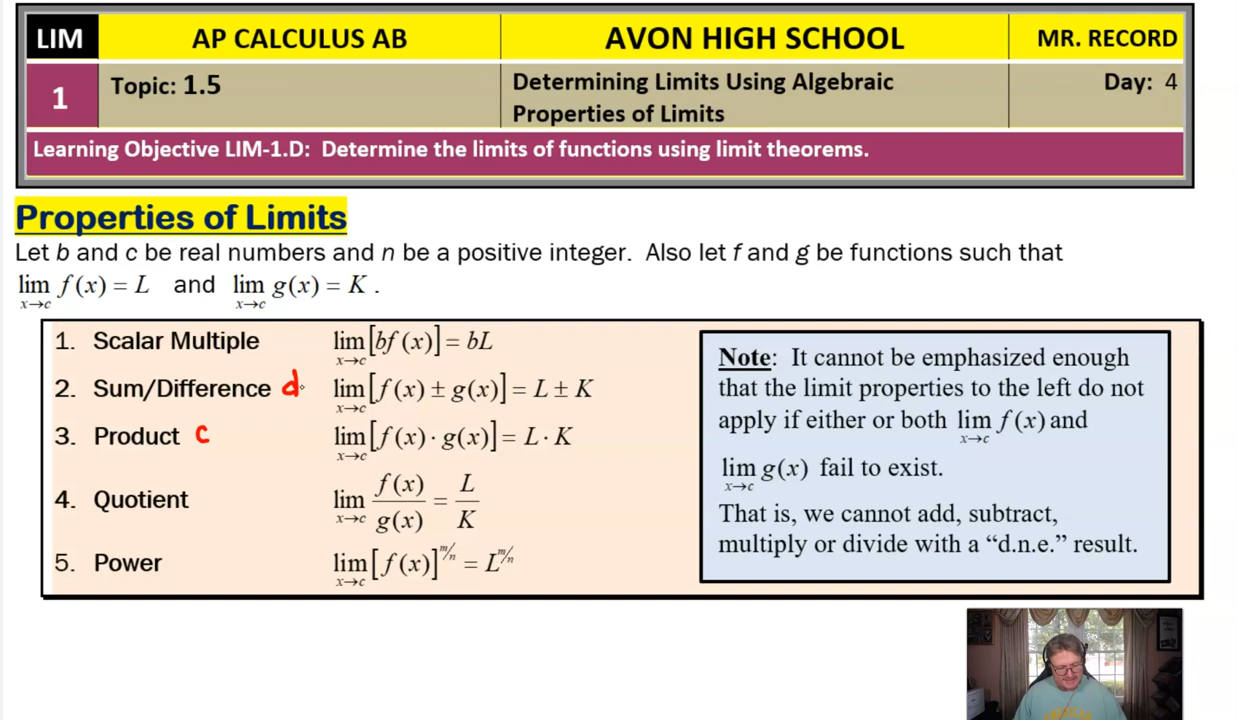 LIM AP CALCULUS AB AVON HIGH SCHOOL MR. RECORD
1 Topic: 1.5 Determining Limits Using Algebraic Properties of Limits Day: 4
Learning Objective LIM-1.D: Determine the limits of functions using limit theorems.
Properties of Limits
Let b and c be real numbers and n be a positive integer. Also let f and g be functions such that
lim x→c f(x) = L and lim x→c g(x) = K .
1. Scalar Multiple lim x→c [bf(x)] = bL
2. Sum/Difference d lim x→c [f(x) ± g(x)] = L ± K
3. Product c lim x→c [f(x) · g(x)] = L · K
4. Quotient lim x→c f(x)/g(x) = L/K
5. Power lim x→c [f(x)]^m/n = L^m/n
Note: It cannot be emphasized enough
that the limit properties to the left do not
apply if either or both lim x→c f(x) and
lim x→c g(x) fail to exist.
That is, we cannot add, subtract,
multiply or divide with a “d.n.e.” result.